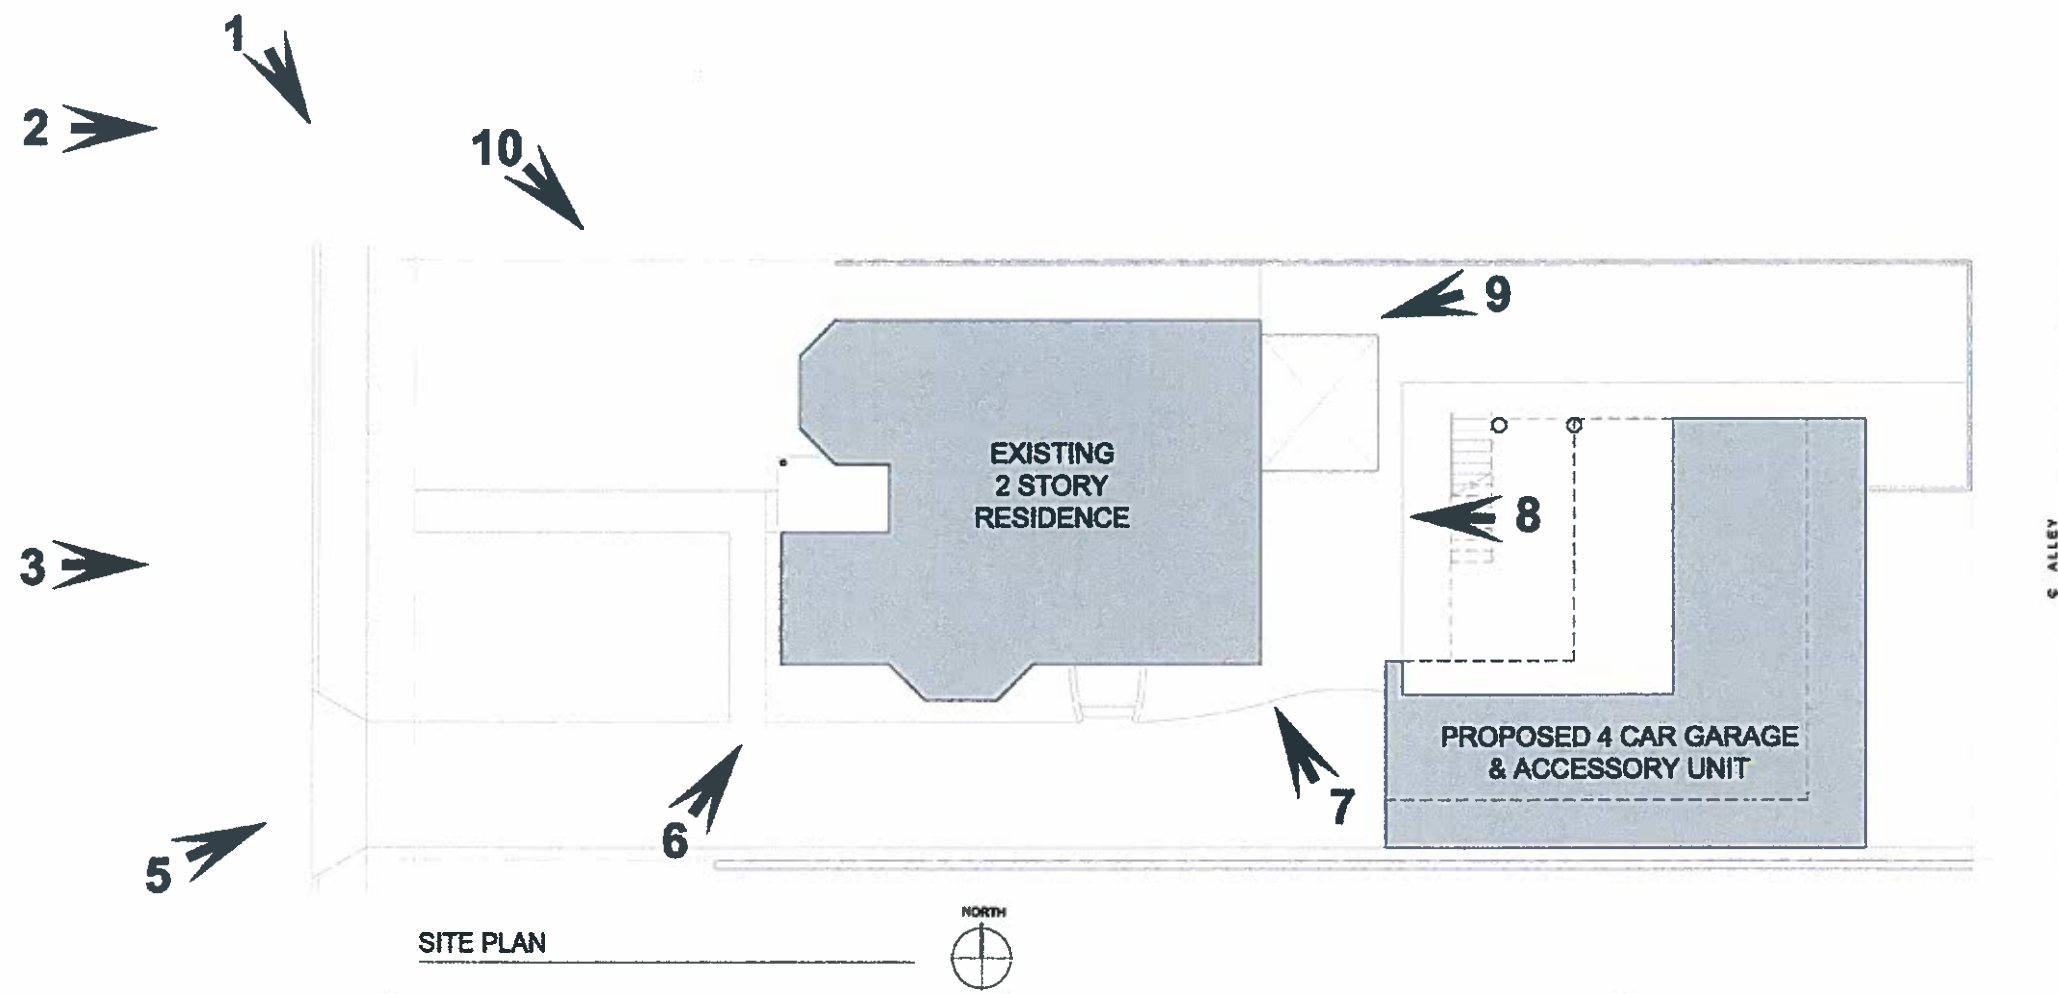 1
2
10
9
EXISTING
2 STORY
RESIDENCE
8
3
℄ ALLEY
PROPOSED 4 CAR GARAGE
& ACCESSORY UNIT
7
6
5
NORTH
SITE PLAN